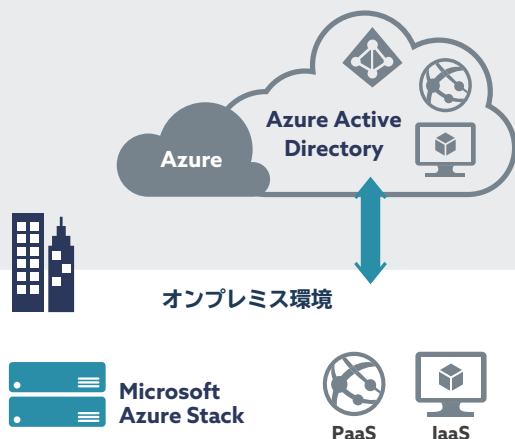 Azure Active
Directory
Azure
オンプレミス環境
Microsoft
Azure Stack
PaaS
IaaS